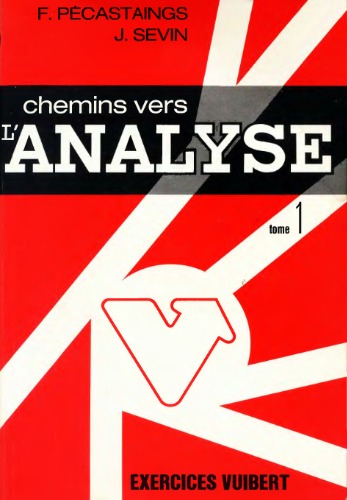 F. PÉCASTAINGS
J. SEVIN
chemins vers
L'ANALYSE
tome 1
EXERCICES VUIBERT